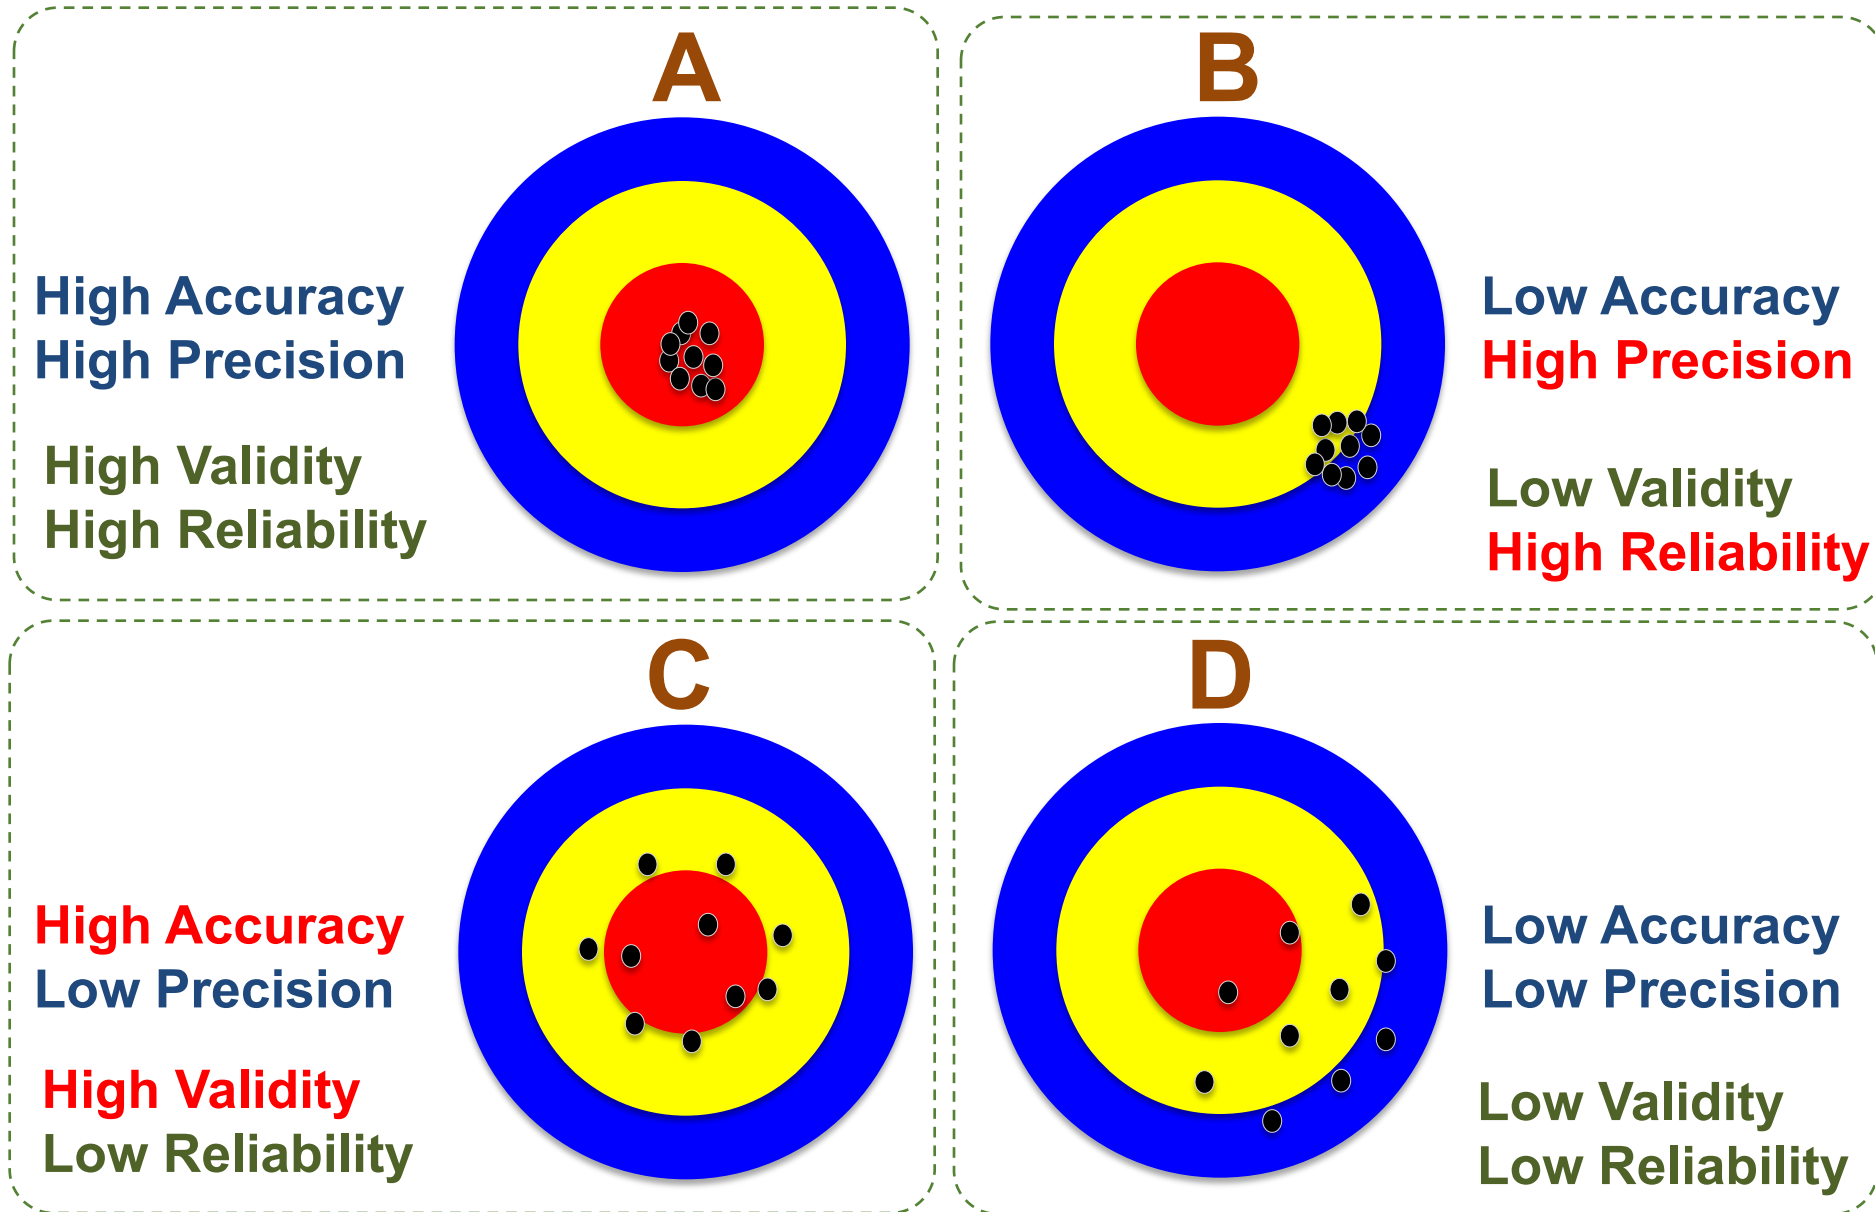 A
High Accuracy
High Precision
High Validity
High Reliability
B
Low Accuracy
High Precision
Low Validity
High Reliability
C
High Accuracy
Low Precision
High Validity
Low Reliability
D
Low Accuracy
Low Precision
Low Validity
Low Reliability